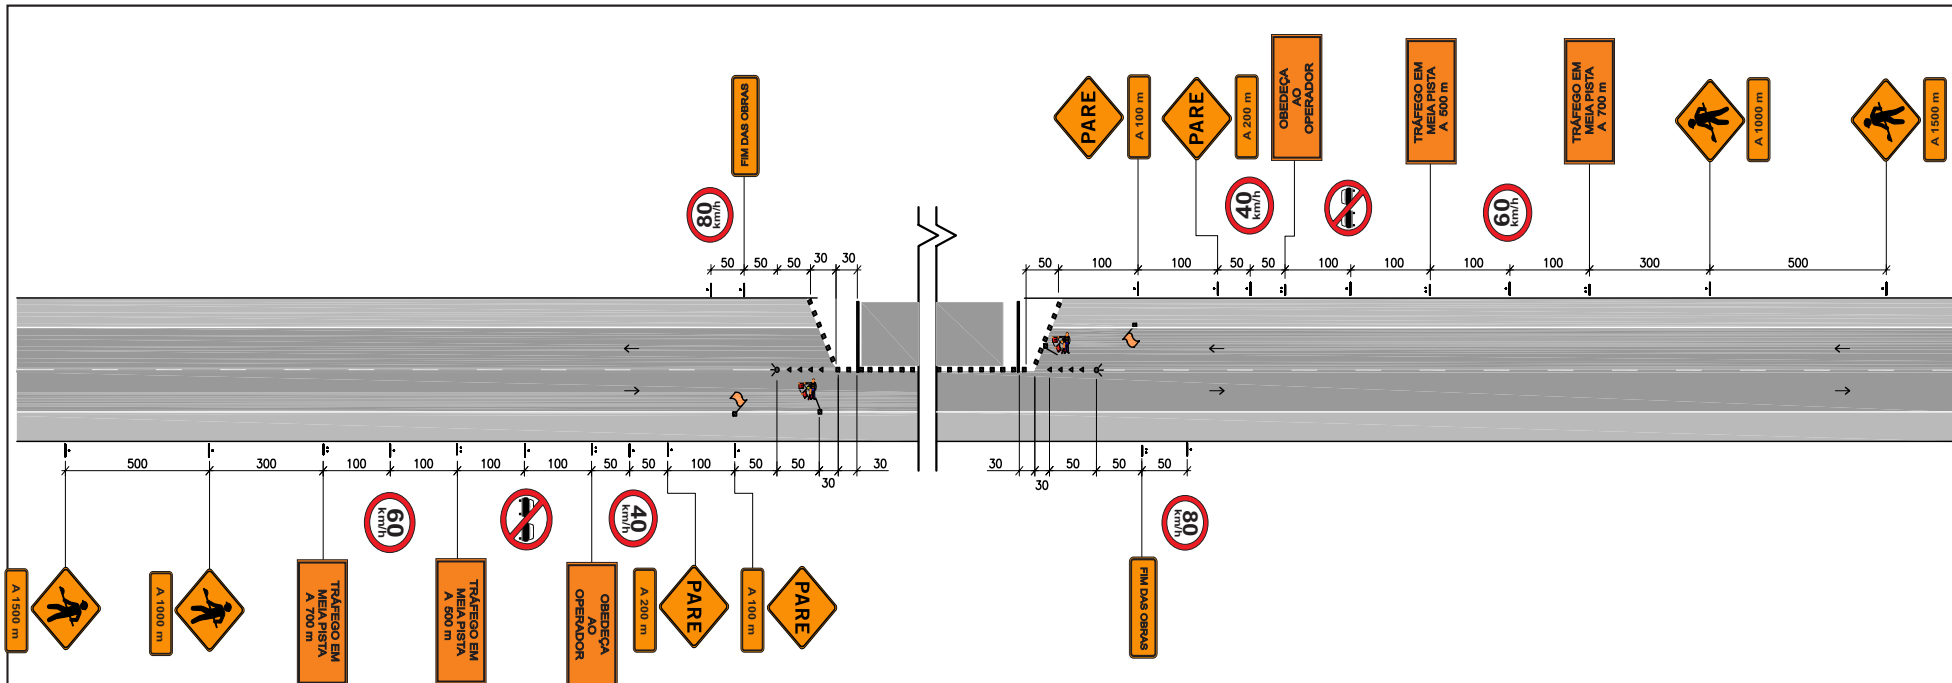 FIM DAS OBRAS
80
km/h
PARE
A 100 m
PARE
A 200 m
40
km/h
OBEDEÇA
AO
OPERADOR
TRÁFEGO EM
MEIA PISTA
A 500 m
60
km/h
TRÁFEGO EM
MEIA PISTA
A 700 m
A 1000 m
A 1500 m
50 50 50 30 30
50 100 100 50 50 100 100 100 100 300 500
500 300 100 100 100 100 50 50 100 50 50 30 30
30 30 50 50 50
A 1500 m
A 1000 m
TRÁFEGO EM
MEIA PISTA
A 700 m
60
km/h
TRÁFEGO EM
MEIA PISTA
A 500 m
OBEDEÇA
AO
OPERADOR
40
km/h
A 200 m
PARE
A 100 m
PARE
FIM DAS OBRAS
80
km/h